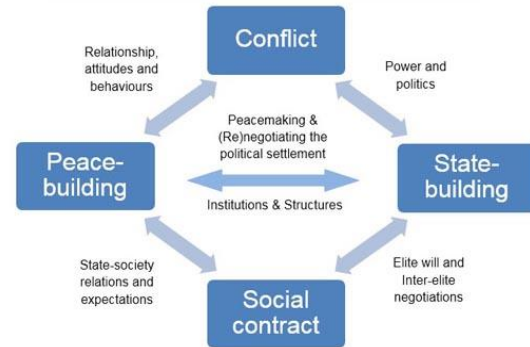 Conflict
Relationship,
attitudes and
behaviours
Power and
politics
Peacemaking &
(Re)negotiating the
political settlement
Peace-
building
State-
building
Institutions & Structures
State-society
relations and
expectations
Elite will and
Inter-elite
negotiations
Social
contract